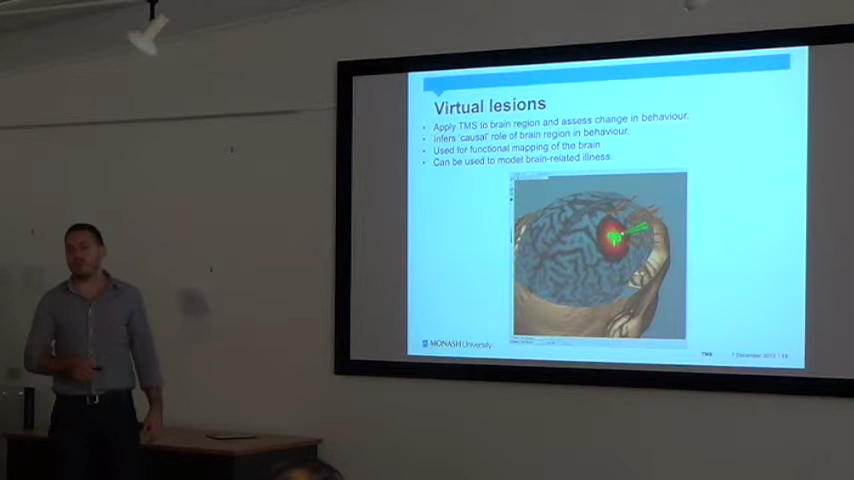 Virtual lesions
• Apply TMS to brain region and assess change in behaviour.
• Infers ‘causal’ role of brain region in behaviour.
• Used for functional mapping of the brain
• Can be used to model brain-related illness.
MONASH University
TMS
7 December 2012